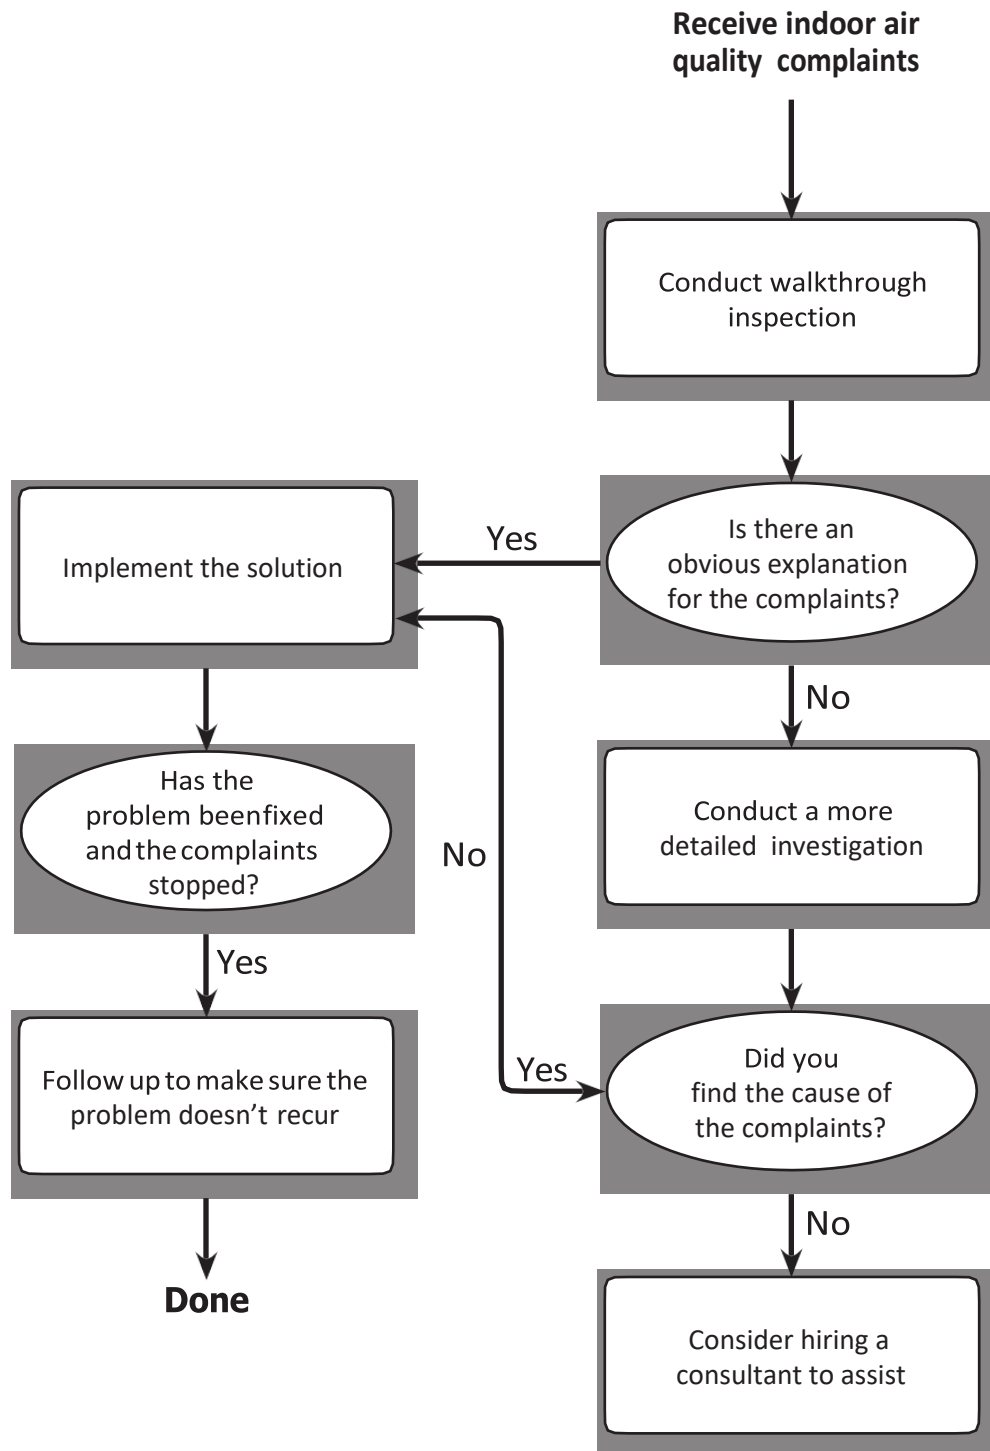 Receive indoor air
quality complaints
Conduct walkthrough
inspection
Is there an
obvious explanation
for the complaints?
Yes
Implement the solution
No
Has the
problem beenfixed
and the complaints
stopped?
Conduct a more
detailed investigation
No
Yes
Follow up to make sure the
problem doesn't recur
Yes
Did you
find the cause of
the complaints?
No
Done
Consider hiring a
consultant to assist